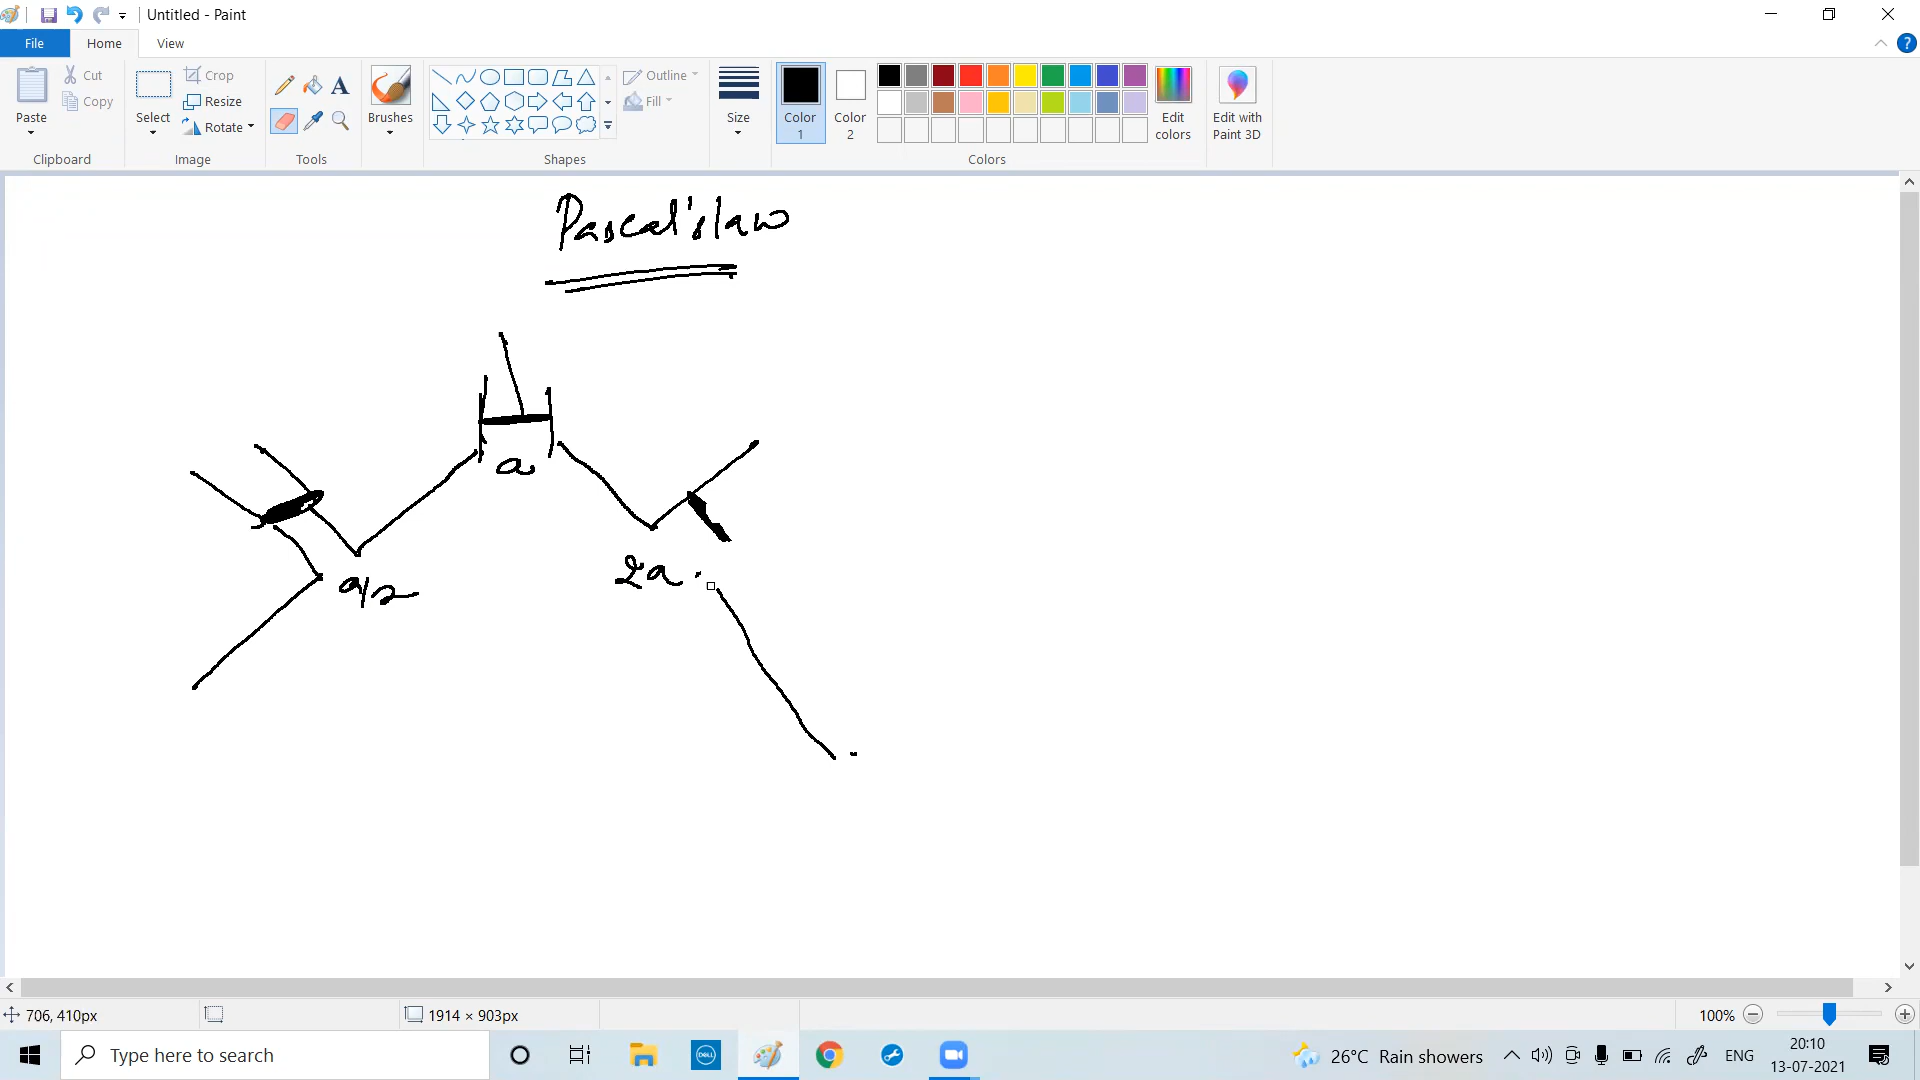 Untitled - Paint
File
Home
View
Paste
Cut
Copy
Clipboard
Select
Crop
Resize
Rotate
Image
Tools
Brushes
Outline
Fill
Shapes
Size
Color 1
Color 2
Edit colors
Colors
Edit with Paint 3D
Pascal's law
a
a/2
2a
706, 410px
1914 × 903px
100%
Type here to search
DELL
26°C Rain showers
ENG
20:10
13-07-2021